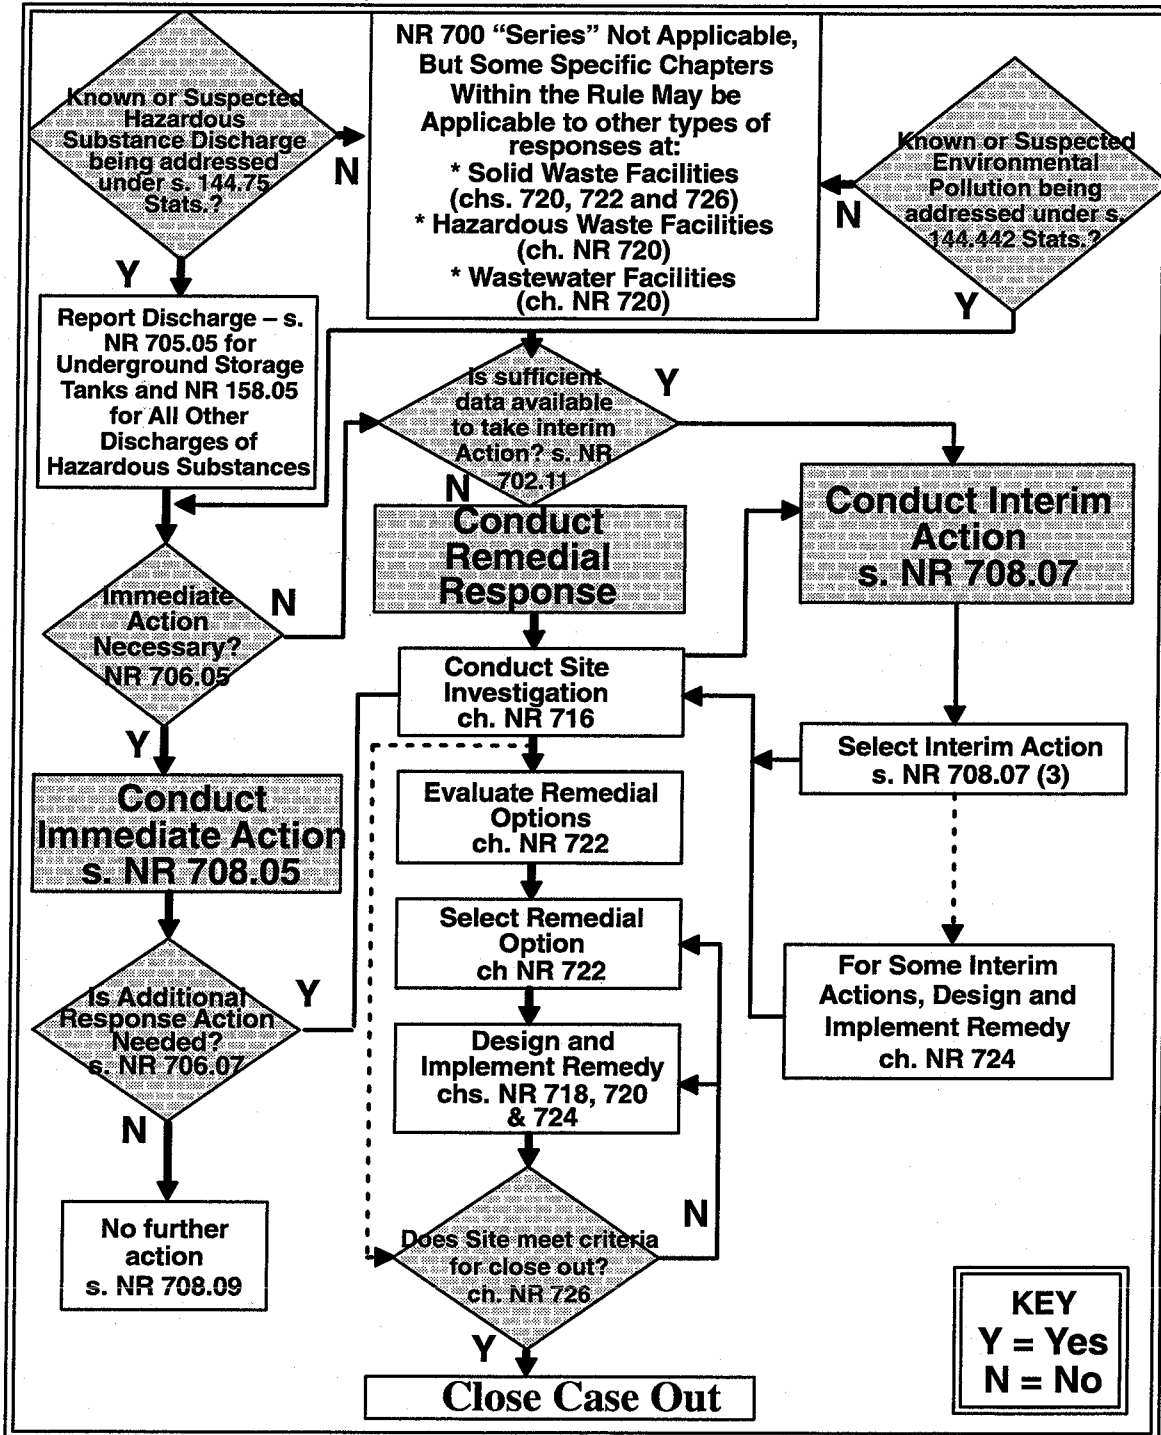 Known or Suspected
Hazardous
Substance Discharge
being addressed
under s. 144.75
Stats.?
N
Y
NR 700 “Series” Not Applicable,
But Some Specific Chapters
Within the Rule May be
Applicable to other types of
responses at:
* Solid Waste Facilities
(chs. 720, 722 and 726)
* Hazardous Waste Facilities
(ch. NR 720)
* Wastewater Facilities
(ch. NR 720)
Known or Suspected
Environmental
Pollution being
addressed under s.
144.442 Stats.?
N
Y
Report Discharge – s.
NR 705.05 for
Underground Storage
Tanks and NR 158.05
for All Other
Discharges of
Hazardous Substances
Is sufficient
data available
to take interim
Action? s. NR
702.11
Y
N
Conduct Interim
Action
s. NR 708.07
Conduct
Remedial
Response
Immediate
Action
Necessary?
NR 706.05
N
Y
Conduct Site
Investigation
ch. NR 716
Select Interim Action
s. NR 708.07 (3)
Conduct
Immediate Action
s. NR 708.05
Evaluate Remedial
Options
ch. NR 722
Select Remedial
Option
ch NR 722
For Some Interim
Actions, Design and
Implement Remedy
ch. NR 724
Is Additional
Response Action
Needed?
s. NR 706.07
Y
N
Design and
Implement Remedy
chs. NR 718, 720
& 724
No further
action
s. NR 708.09
Does Site meet criteria
for close out?
ch. NR 726
N
Y
Close Case Out
KEY
Y = Yes
N = No